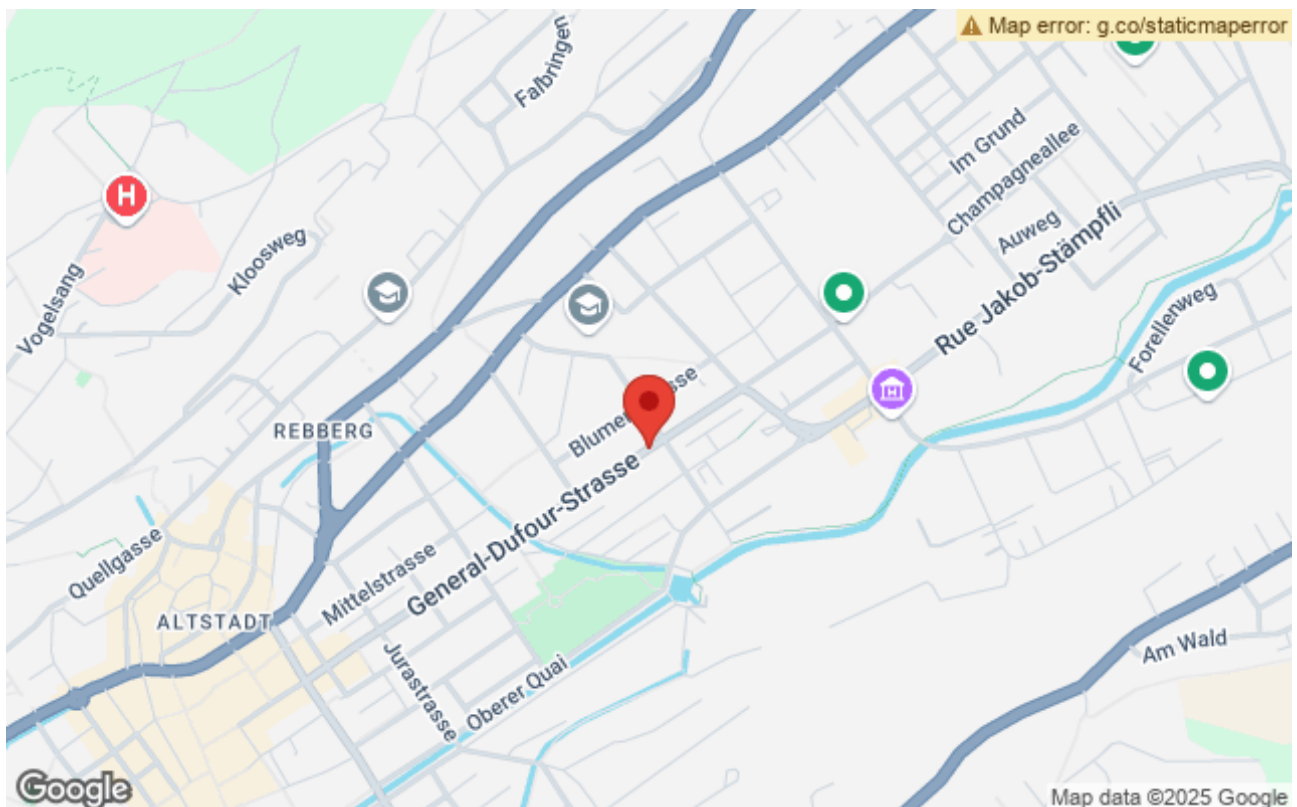 Map error: g.co/staticmaperror
Falbringen
Im Grund
Champagneallee
Auweg
Rue Jakob-Stämpfli
Kloosweg
Vogelsang
Forellenweg
H
REBBERG
General-Dufour-Strasse
Quellgasse
Mittelstrasse
ALTSTADT
Jurastrasse
Oberer Quai
Am Wald
Google
Map data ©2025 Google